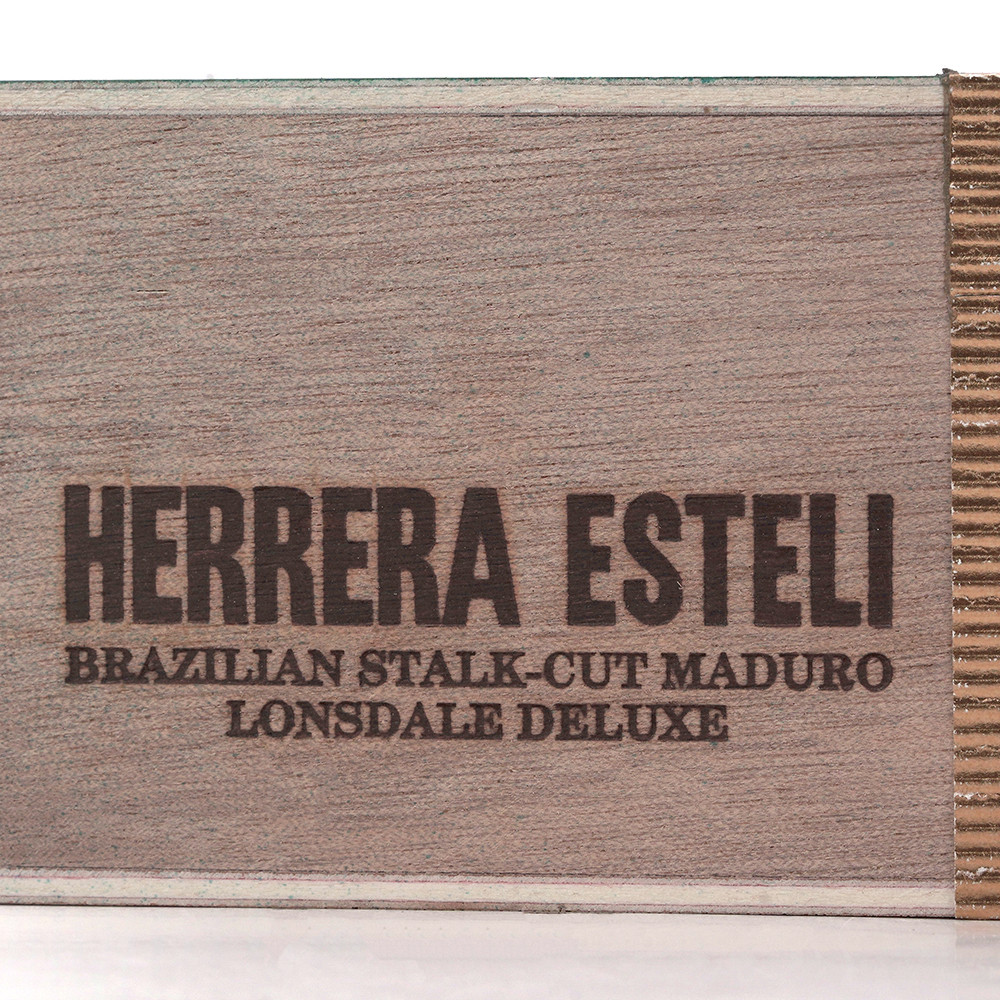 HERRERA ESTELI
BRAZILIAN STALK-CUT MADURO
LONSDALE DELUXE